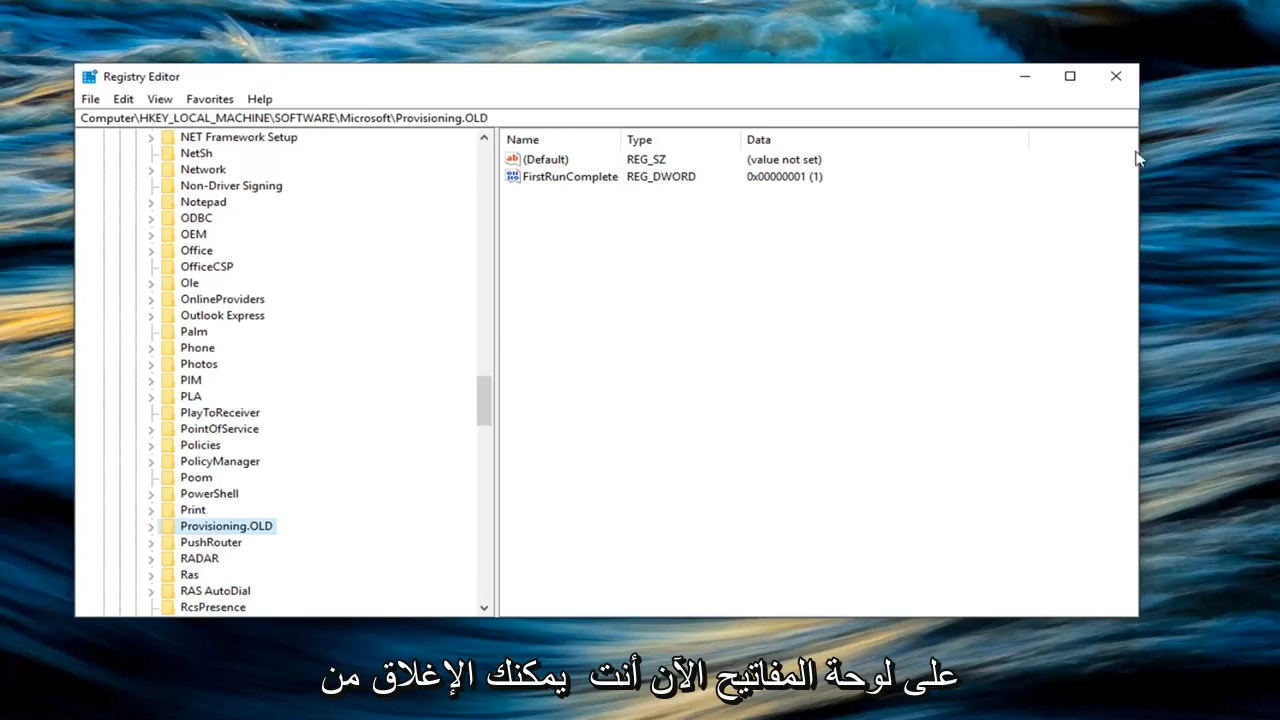 Registry Editor
File Edit View Favorites Help
Computer\HKEY_LOCAL_MACHINE\SOFTWARE\Microsoft\Provisioning.OLD
NET Framework Setup
NetSh
Network
Non-Driver Signing
Notepad
ODBC
OEM
Office
OfficeCSP
Ole
OnlineProviders
Outlook Express
Palm
Phone
Photos
PIM
PLA
PlayToReceiver
PointOfService
Policies
PolicyManager
Poom
PowerShell
Print
Provisioning.OLD
PushRouter
RADAR
Ras
RAS AutoDial
RcsPresence
Name Type Data
(Default) REG_SZ (value not set)
FirstRunComplete REG_DWORD 0x00000001 (1)
على لوحة المفاتيح الآن أنت يمكنك الإغلاق من